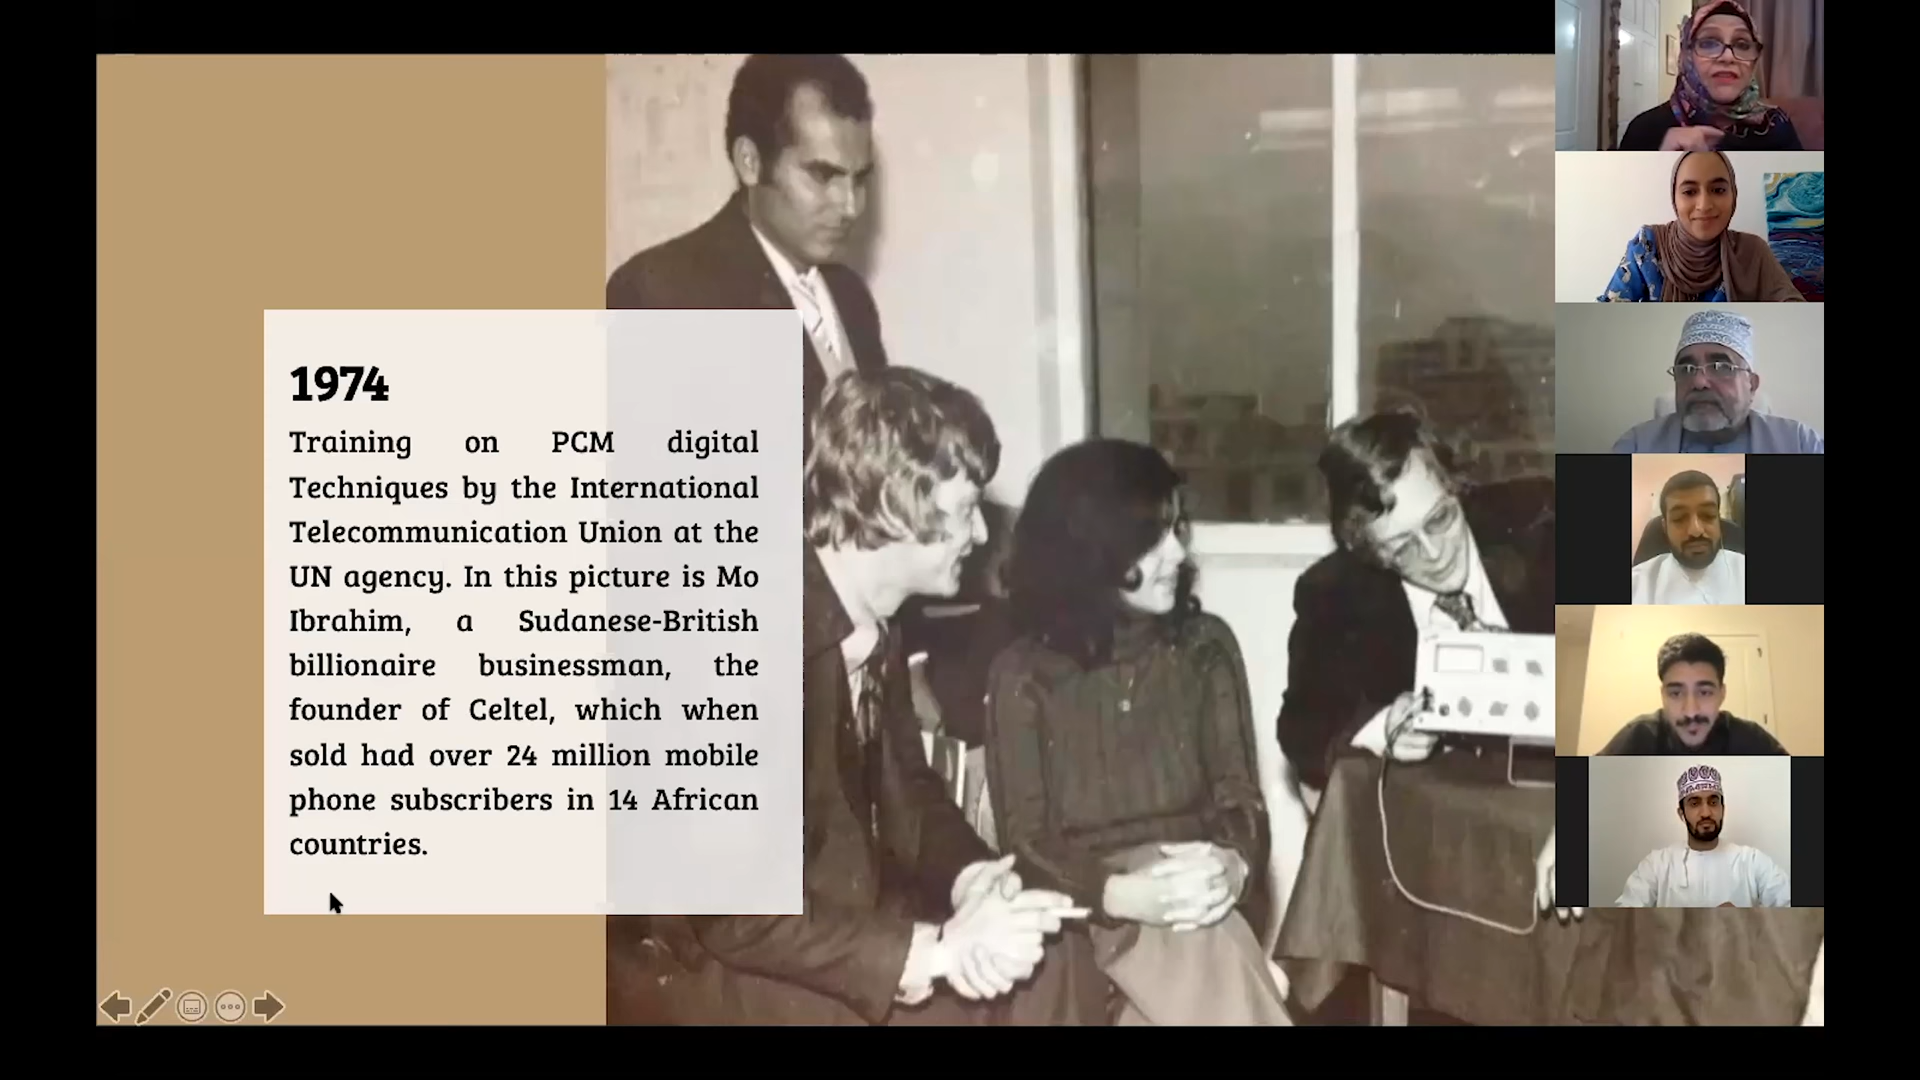 1974
Training on PCM digital
Techniques by the International
Telecommunication Union at the
UN agency. In this picture is Mo
Ibrahim, a Sudanese-British
billionaire businessman, the
founder of Celtel, which when
sold had over 24 million mobile
phone subscribers in 14 African
countries.